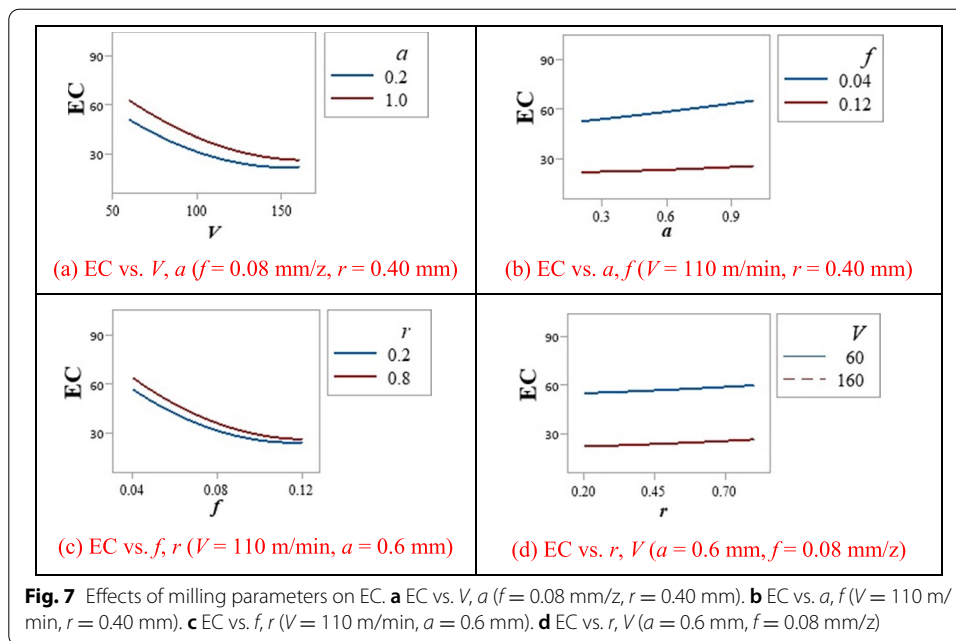 EC
90
60
30
50
100
150
V
a
0.2
1.0
(a) EC vs. V, a (f = 0.08 mm/z, r = 0.40 mm)
EC
90
60
30
0.3
0.6
0.9
a
f
0.04
0.12
(b) EC vs. a, f (V = 110 m/min, r = 0.40 mm)
EC
90
60
30
0.04
0.08
0.12
f
r
0.2
0.8
(c) EC vs. f, r (V = 110 m/min, a = 0.6 mm)
EC
90
60
30
0.20
0.45
0.70
r
V
60
160
(d) EC vs. r, V (a = 0.6 mm, f = 0.08 mm/z)
Fig. 7 Effects of milling parameters on EC. a EC vs. V, a (f = 0.08 mm/z, r = 0.40 mm). b EC vs. a, f (V = 110 m/
min, r = 0.40 mm). c EC vs. f, r (V = 110 m/min, a = 0.6 mm). d EC vs. r, V (a = 0.6 mm, f = 0.08 mm/z)